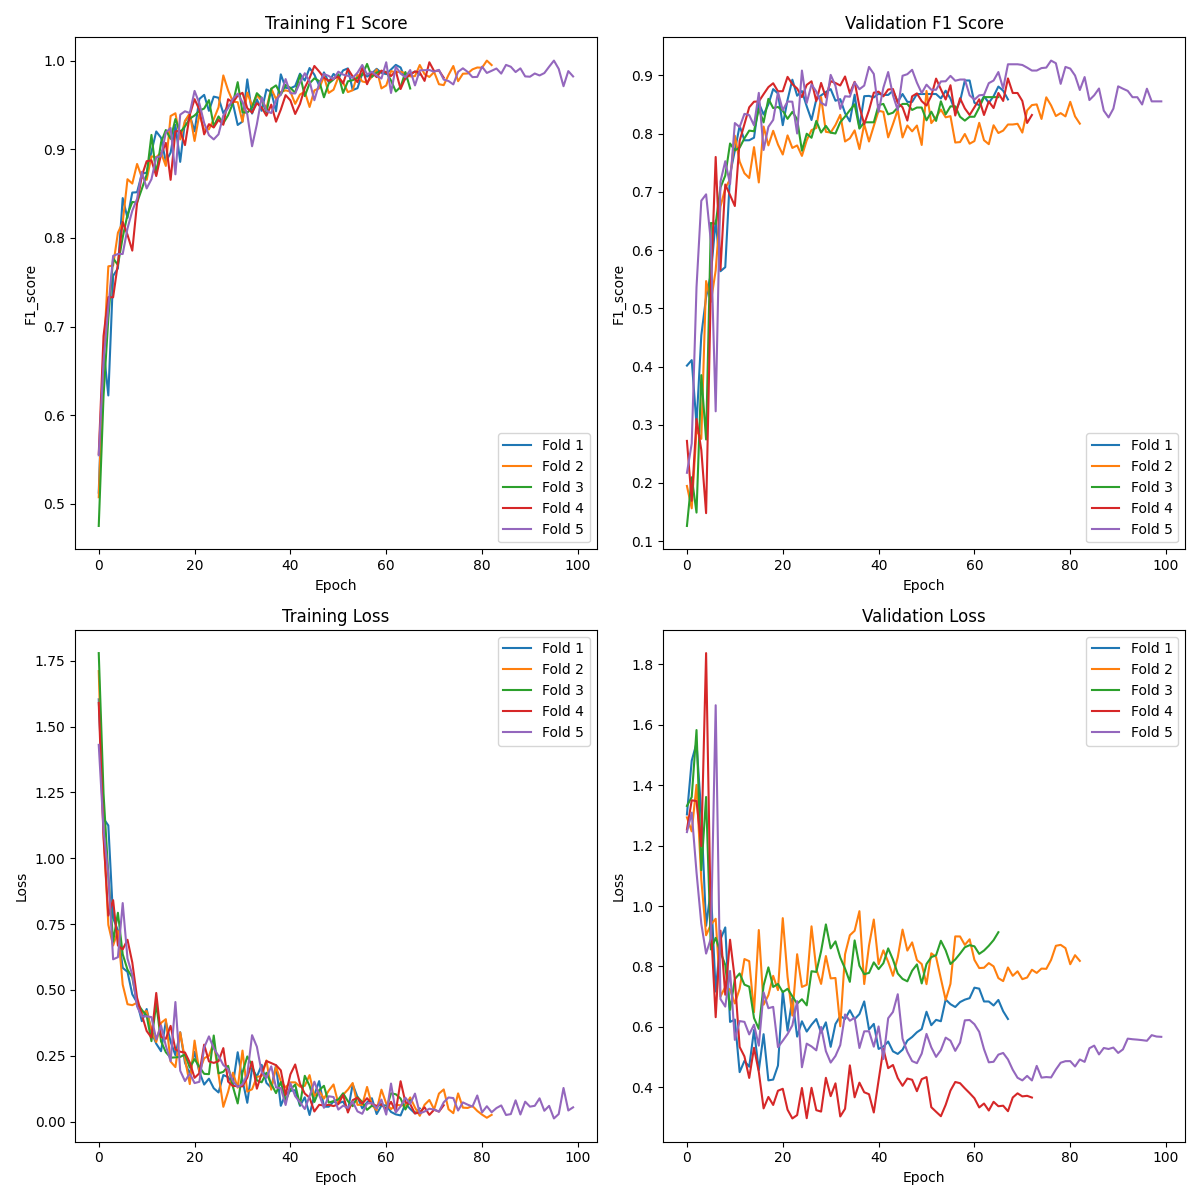 Training F1 Score
F1_score
1.0
0.9
0.8
0.7
0.6
0.5
0 20 40 60 80 100
Epoch
Fold 1
Fold 2
Fold 3
Fold 4
Fold 5
Validation F1 Score
F1_score
0.9
0.8
0.7
0.6
0.5
0.4
0.3
0.2
0.1
0 20 40 60 80 100
Epoch
Fold 1
Fold 2
Fold 3
Fold 4
Fold 5
Training Loss
Loss
1.75
1.50
1.25
1.00
0.75
0.50
0.25
0.00
0 20 40 60 80 100
Epoch
Fold 1
Fold 2
Fold 3
Fold 4
Fold 5
Validation Loss
Loss
1.8
1.6
1.4
1.2
1.0
0.8
0.6
0.4
0 20 40 60 80 100
Epoch
Fold 1
Fold 2
Fold 3
Fold 4
Fold 5